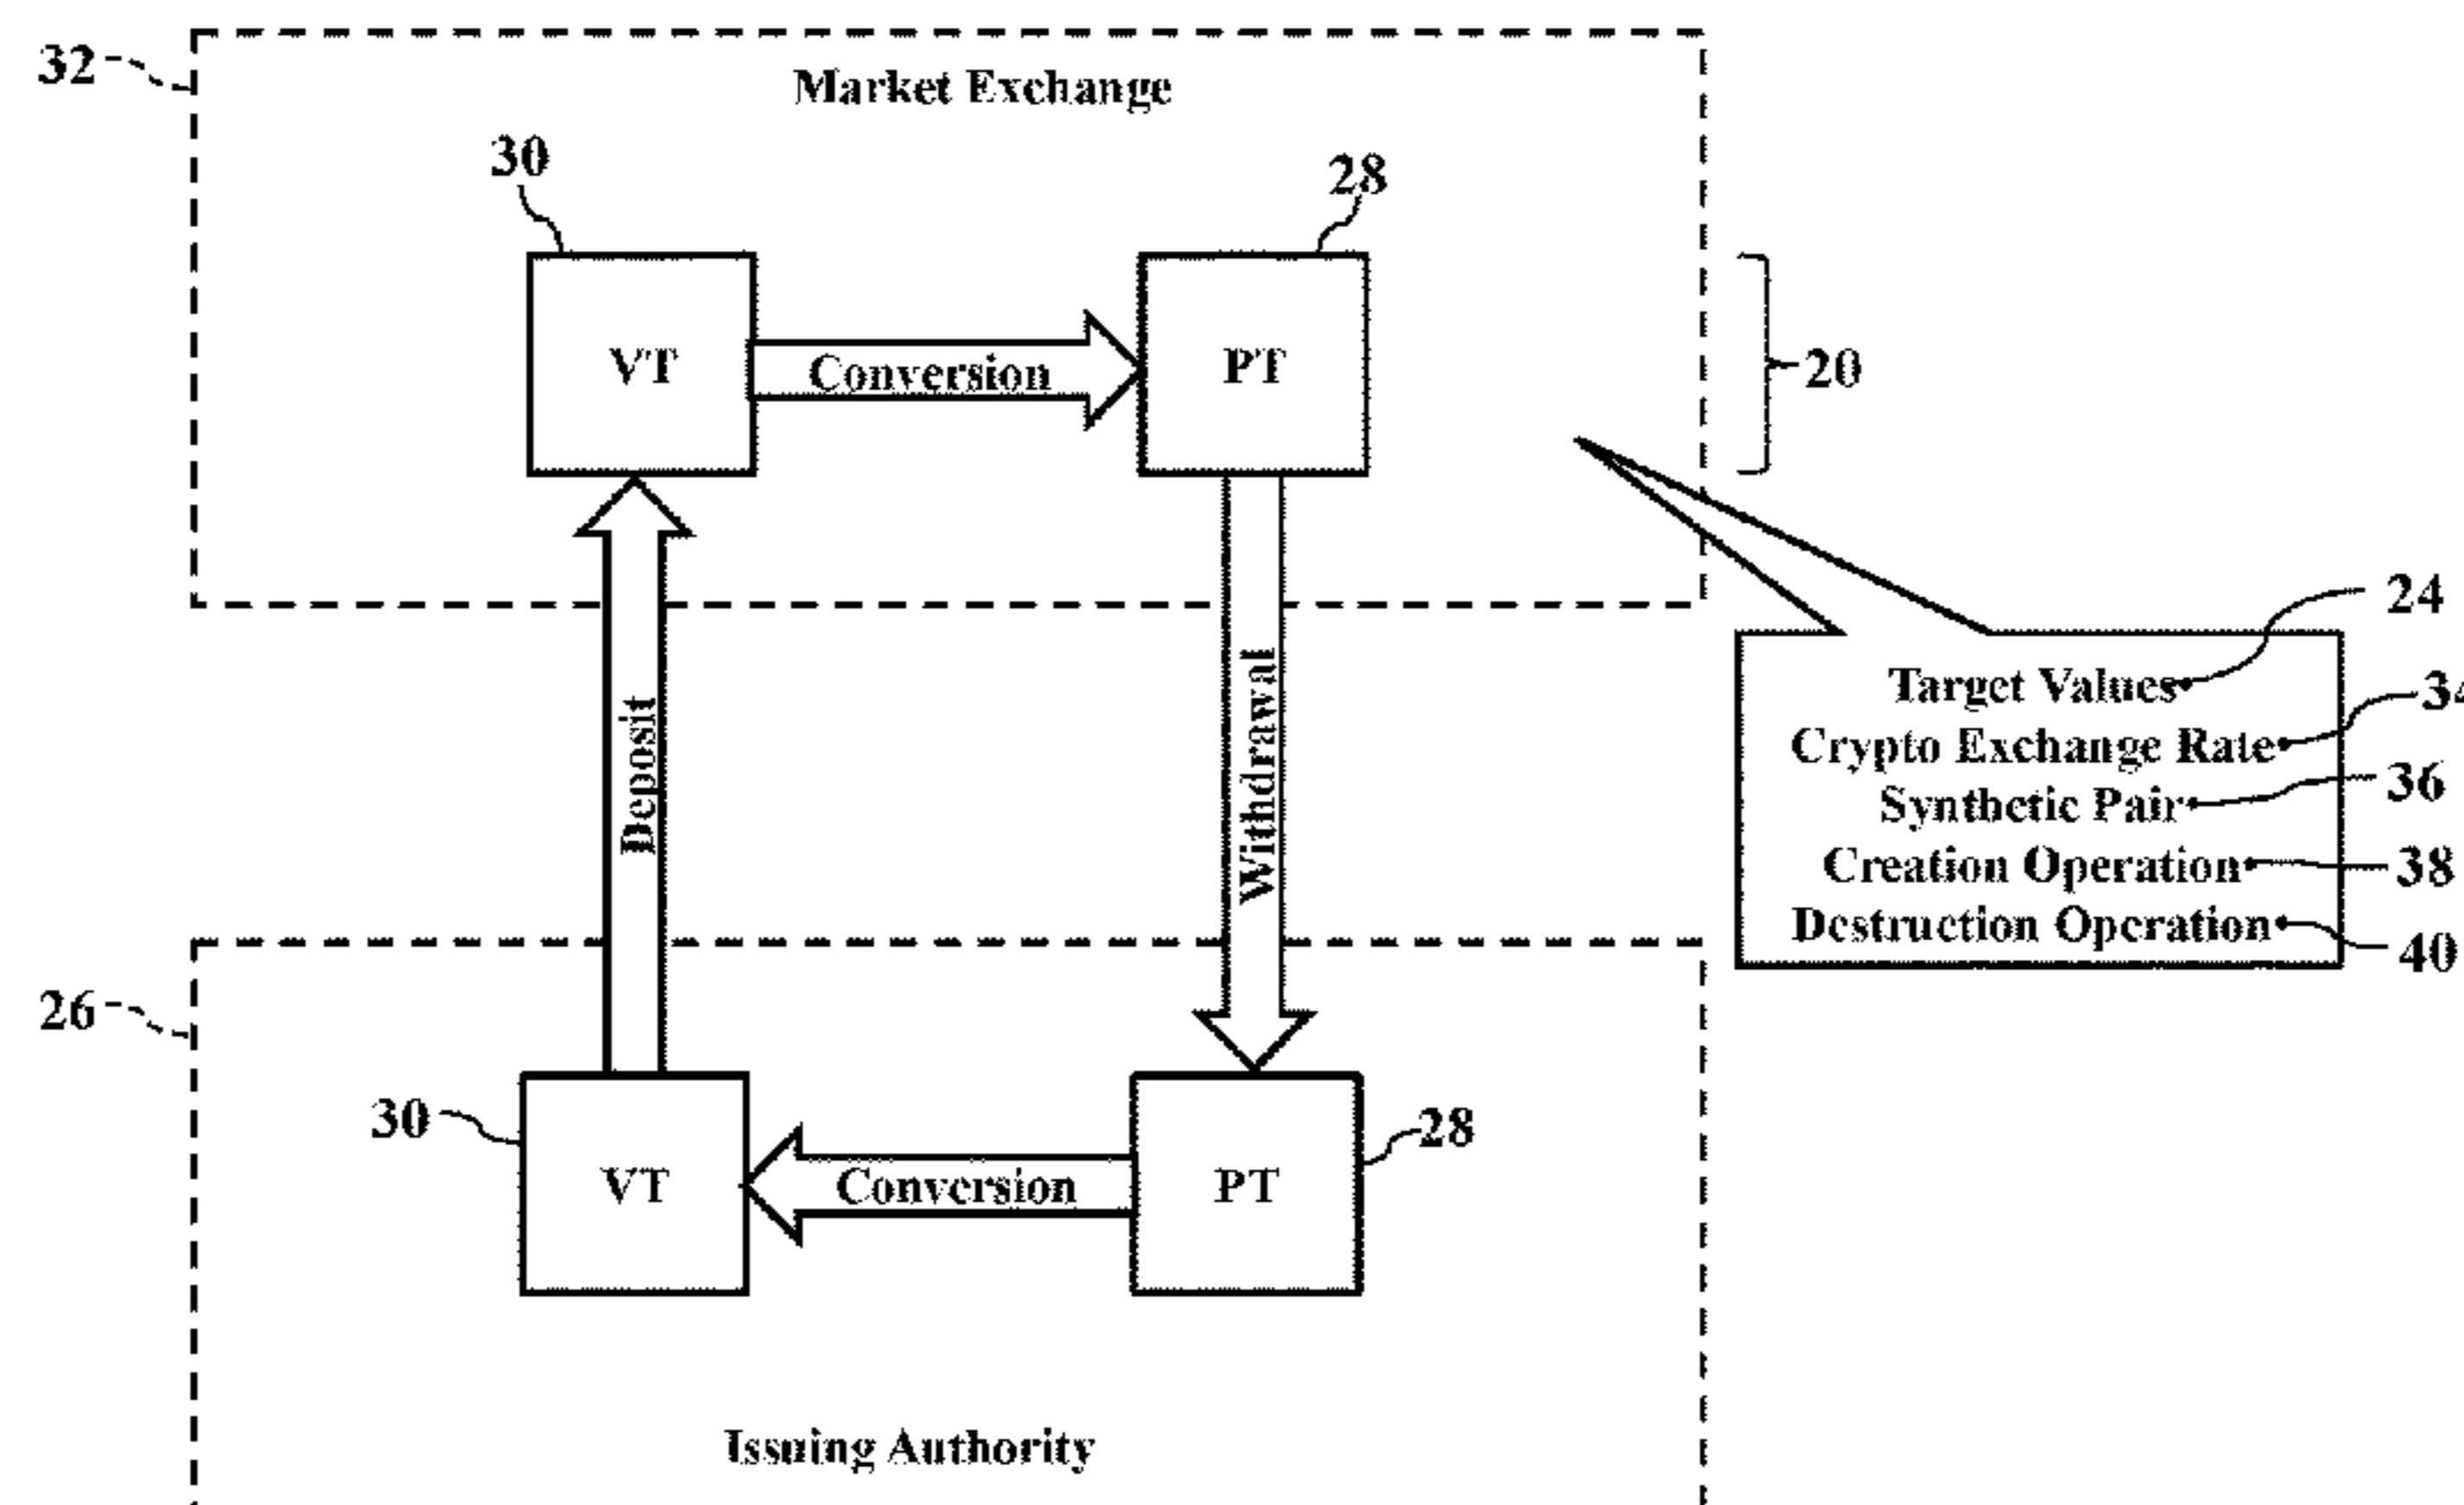 32
Market Exchange
30
28
VT
Conversion
PT
20
Deposit
Withdrawal
24
Target Values
34
Crypto Exchange Rate
36
Synthetic Pair
Creation Operation
38
Destruction Operation
40
26
30
VT
Conversion
PT
28
Issuing Authority